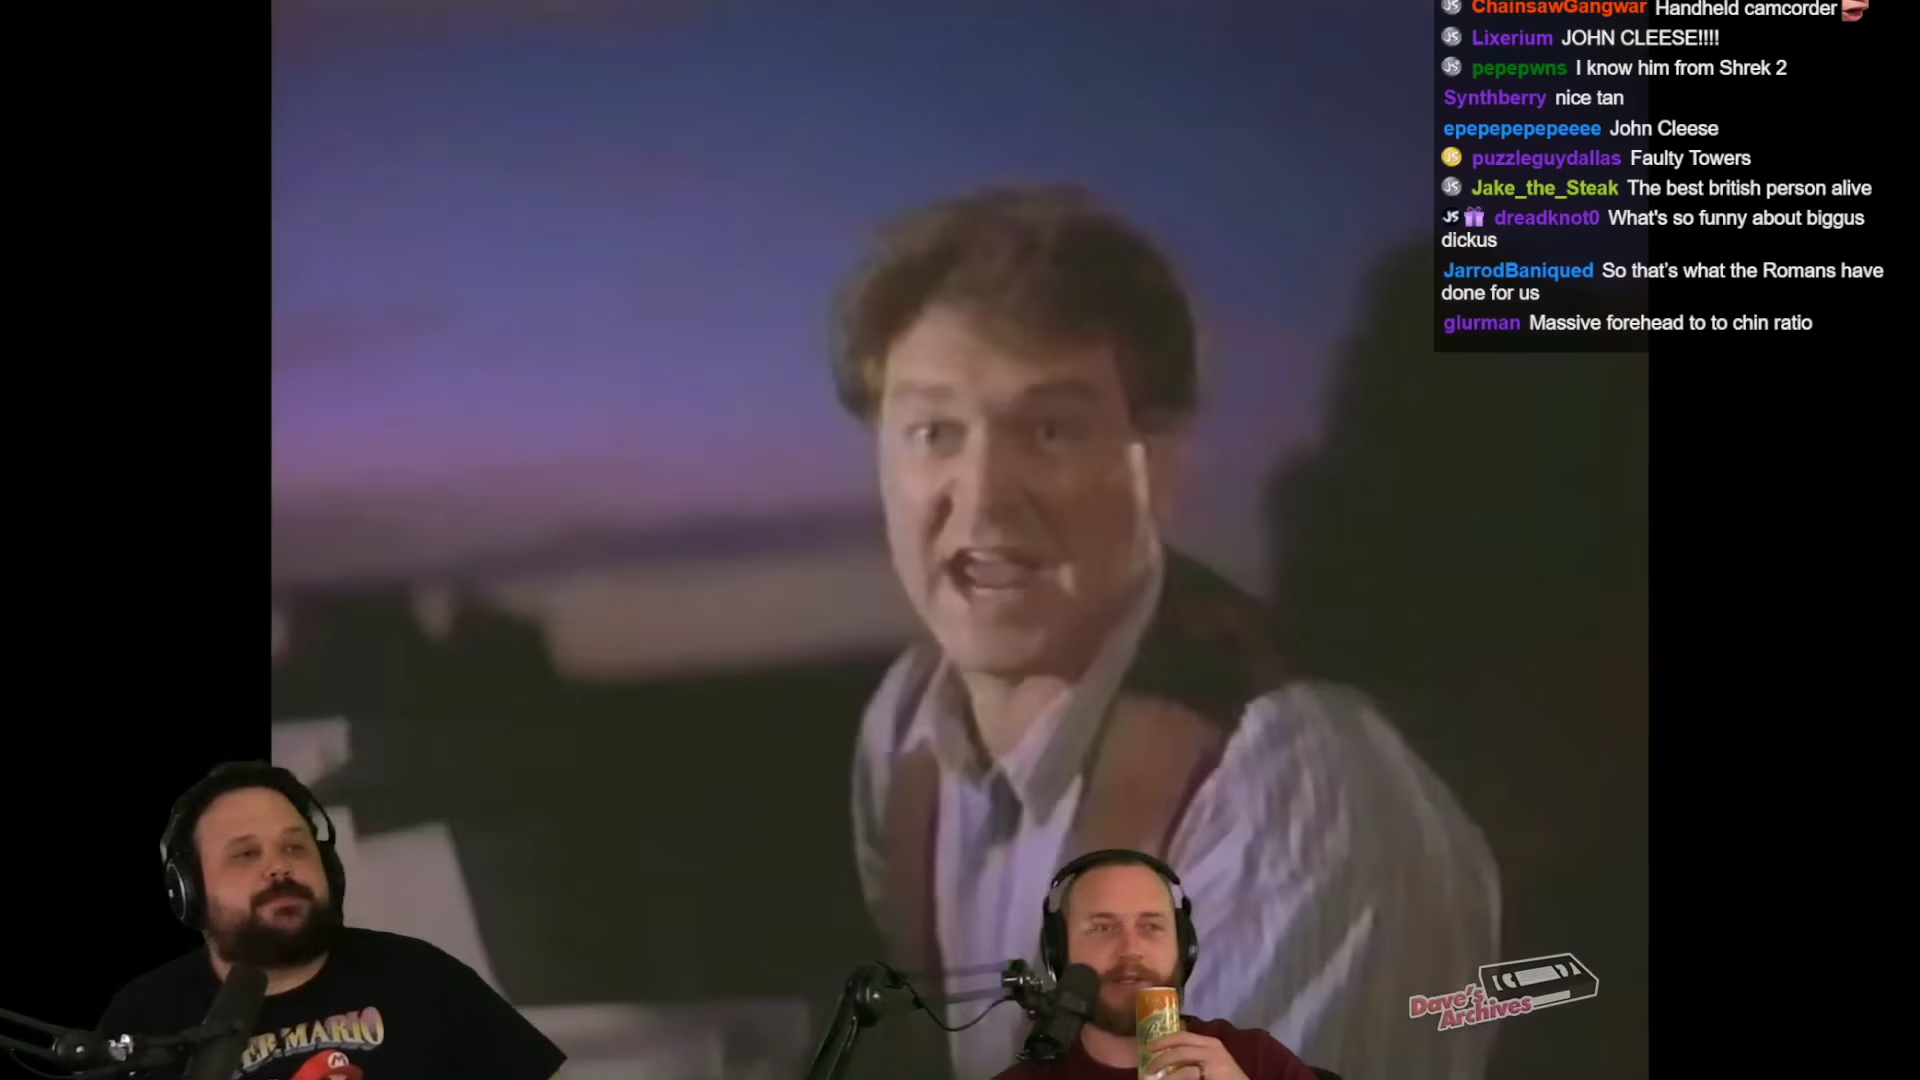 ChainsawGangwar Handheld camcorder
Lixerium JOHN CLEESE!!!!
pepepwns I know him from Shrek 2
Synthberry nice tan
epepepepepeeee John Cleese
puzzleguydallas Faulty Towers
Jake_the_Steak The best british person alive
dreadknot0 What's so funny about biggus
dickus
JarrodBaniqued So that's what the Romans have
done for us
glurman Massive forehead to to chin ratio
Dave's
Archives
ER MARIO